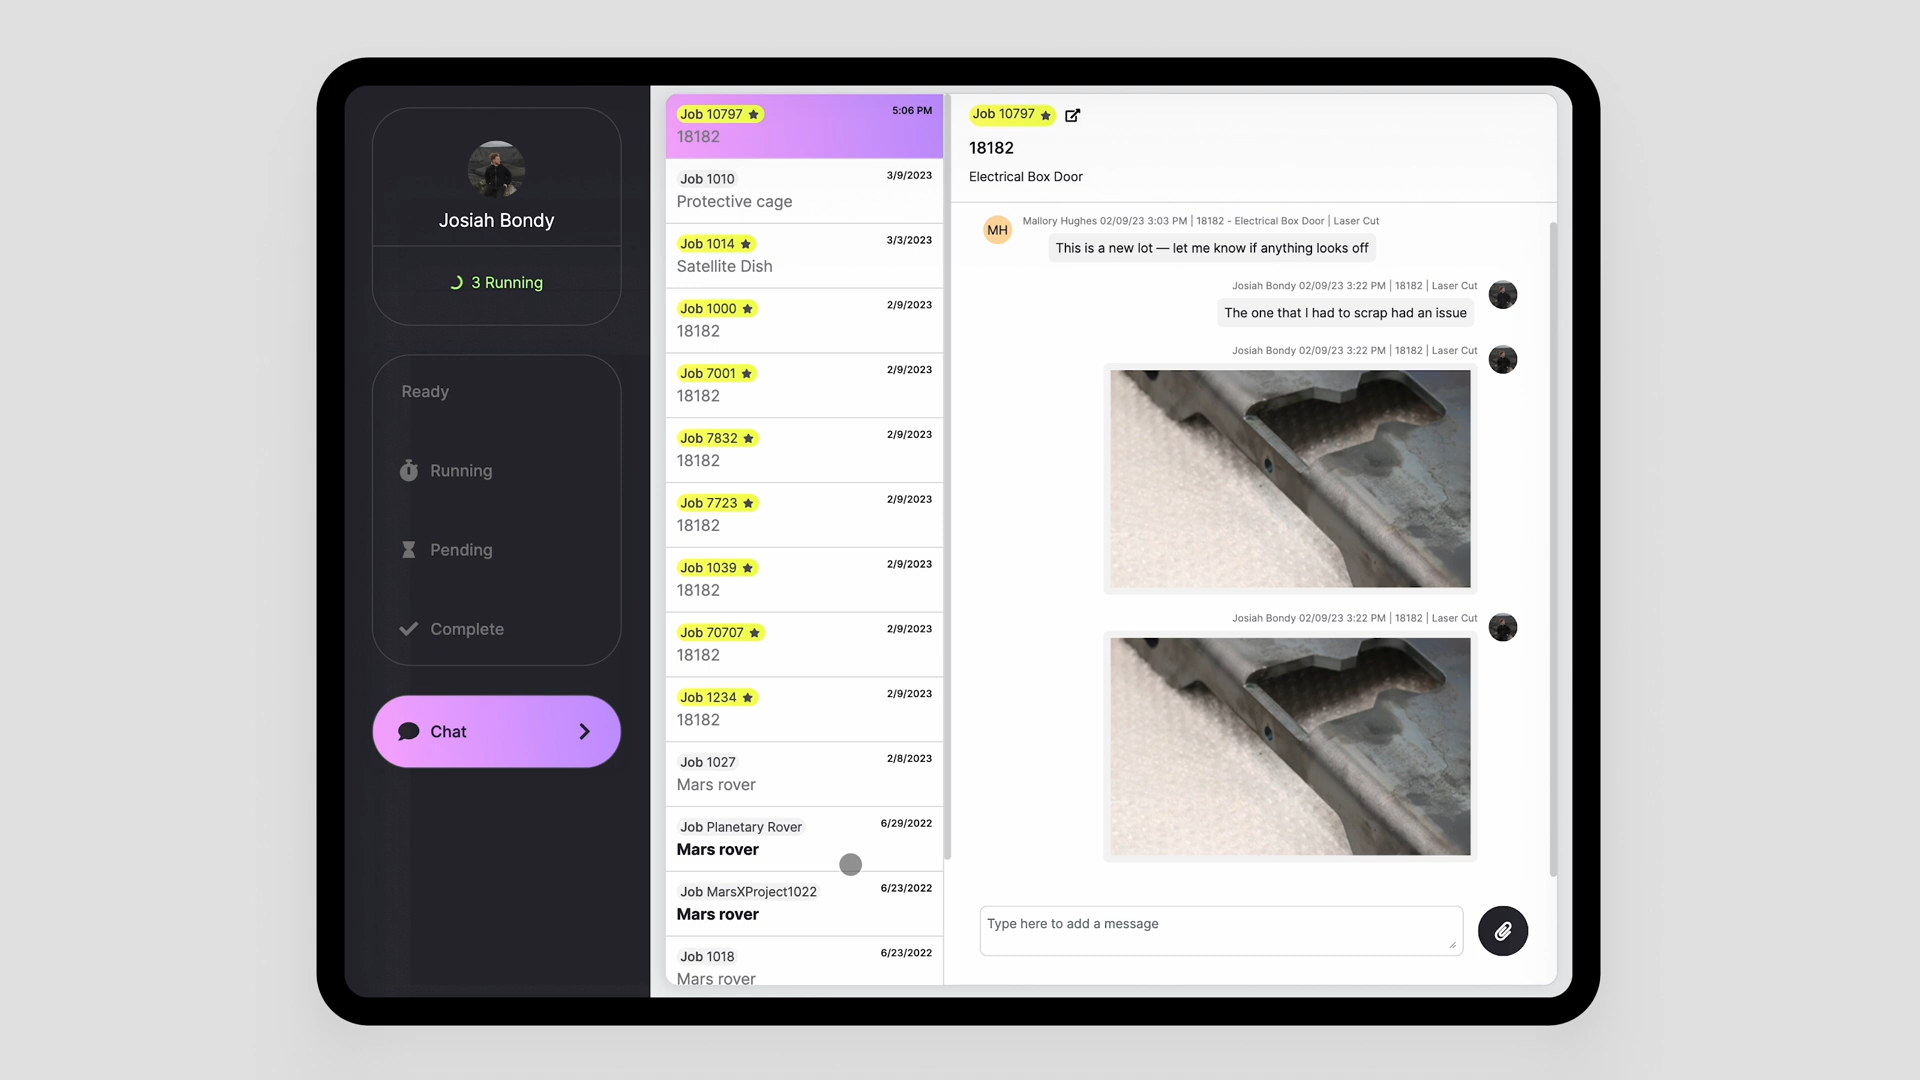 Josiah Bondy
3 Running
Ready
Running
Pending
Complete
Chat
Job 10797
5:06 PM
18182
Job 1010
3/9/2023
Protective cage
Job 1014
3/3/2023
Satellite Dish
Job 1000
2/9/2023
18182
Job 7001
2/9/2023
18182
Job 7832
2/9/2023
18182
Job 7723
2/9/2023
18182
Job 1039
2/9/2023
18182
Job 70707
2/9/2023
18182
Job 1234
2/9/2023
18182
Job 1027
2/8/2023
Mars rover
Job Planetary Rover
6/29/2022
Mars rover
Job MarsXProject1022
6/23/2022
Mars rover
Job 1018
6/23/2022
Mars rover
Job 10797
18182
Electrical Box Door
MH
Mallory Hughes 02/09/23 3:03 PM | 18182 - Electrical Box Door | Laser Cut
This is a new lot — let me know if anything looks off
Josiah Bondy 02/09/23 3:22 PM | 18182 | Laser Cut
The one that I had to scrap had an issue
Josiah Bondy 02/09/23 3:22 PM | 18182 | Laser Cut
Josiah Bondy 02/09/23 3:22 PM | 18182 | Laser Cut
Type here to add a message